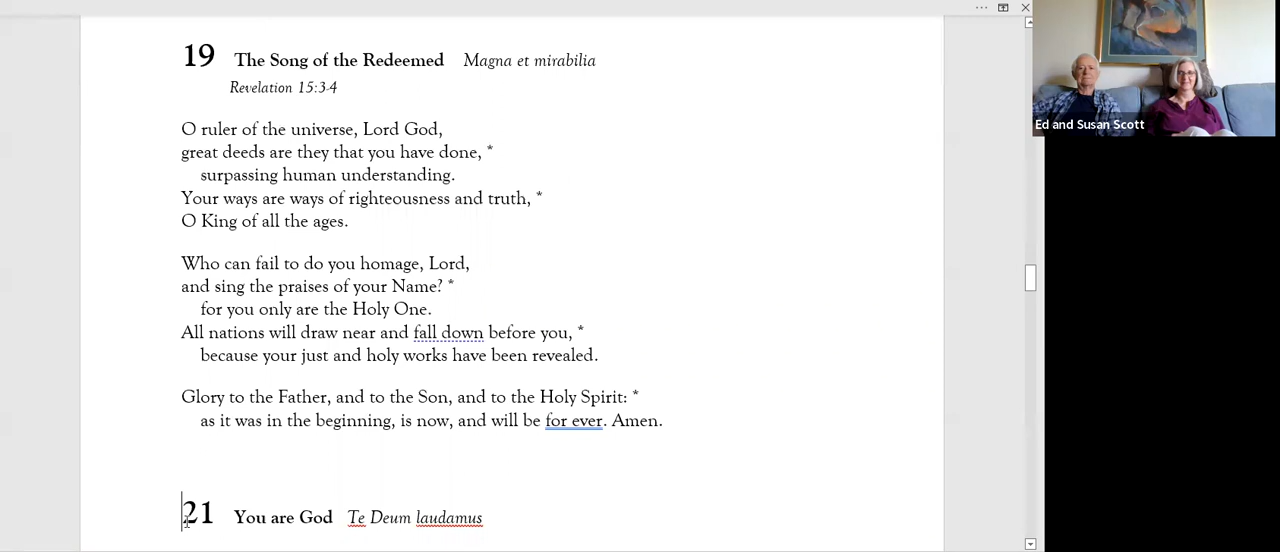 19 The Song of the Redeemed Magna et mirabilia
Revelation 15:3-4
O ruler of the universe, Lord God,
great deeds are they that you have done, *
surpassing human understanding.
Your ways are ways of righteousness and truth, *
O King of all the ages.
Who can fail to do you homage, Lord,
and sing the praises of your Name? *
for you only are the Holy One.
All nations will draw near and fall down before you, *
because your just and holy works have been revealed.
Glory to the Father, and to the Son, and to the Holy Spirit: *
as it was in the beginning, is now, and will be for ever. Amen.
21 You are God Te Deum laudamus
Ed and Susan Scott